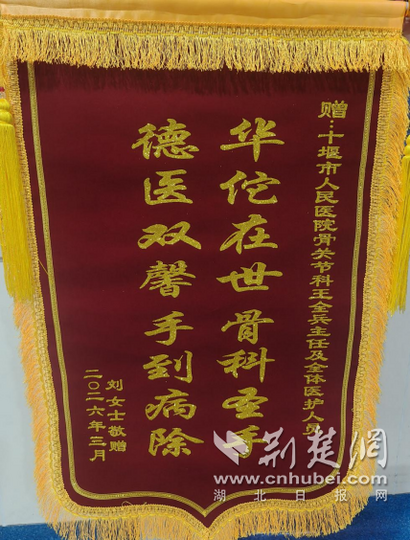 赠：十堰市人民医院骨关节科王全兵主任及全体医护人员
华佗在世骨科圣手
德医双馨手到病除
刘女士敬赠
二〇二六年三月
荆楚网
www.cnhubei.com
湖北日报网